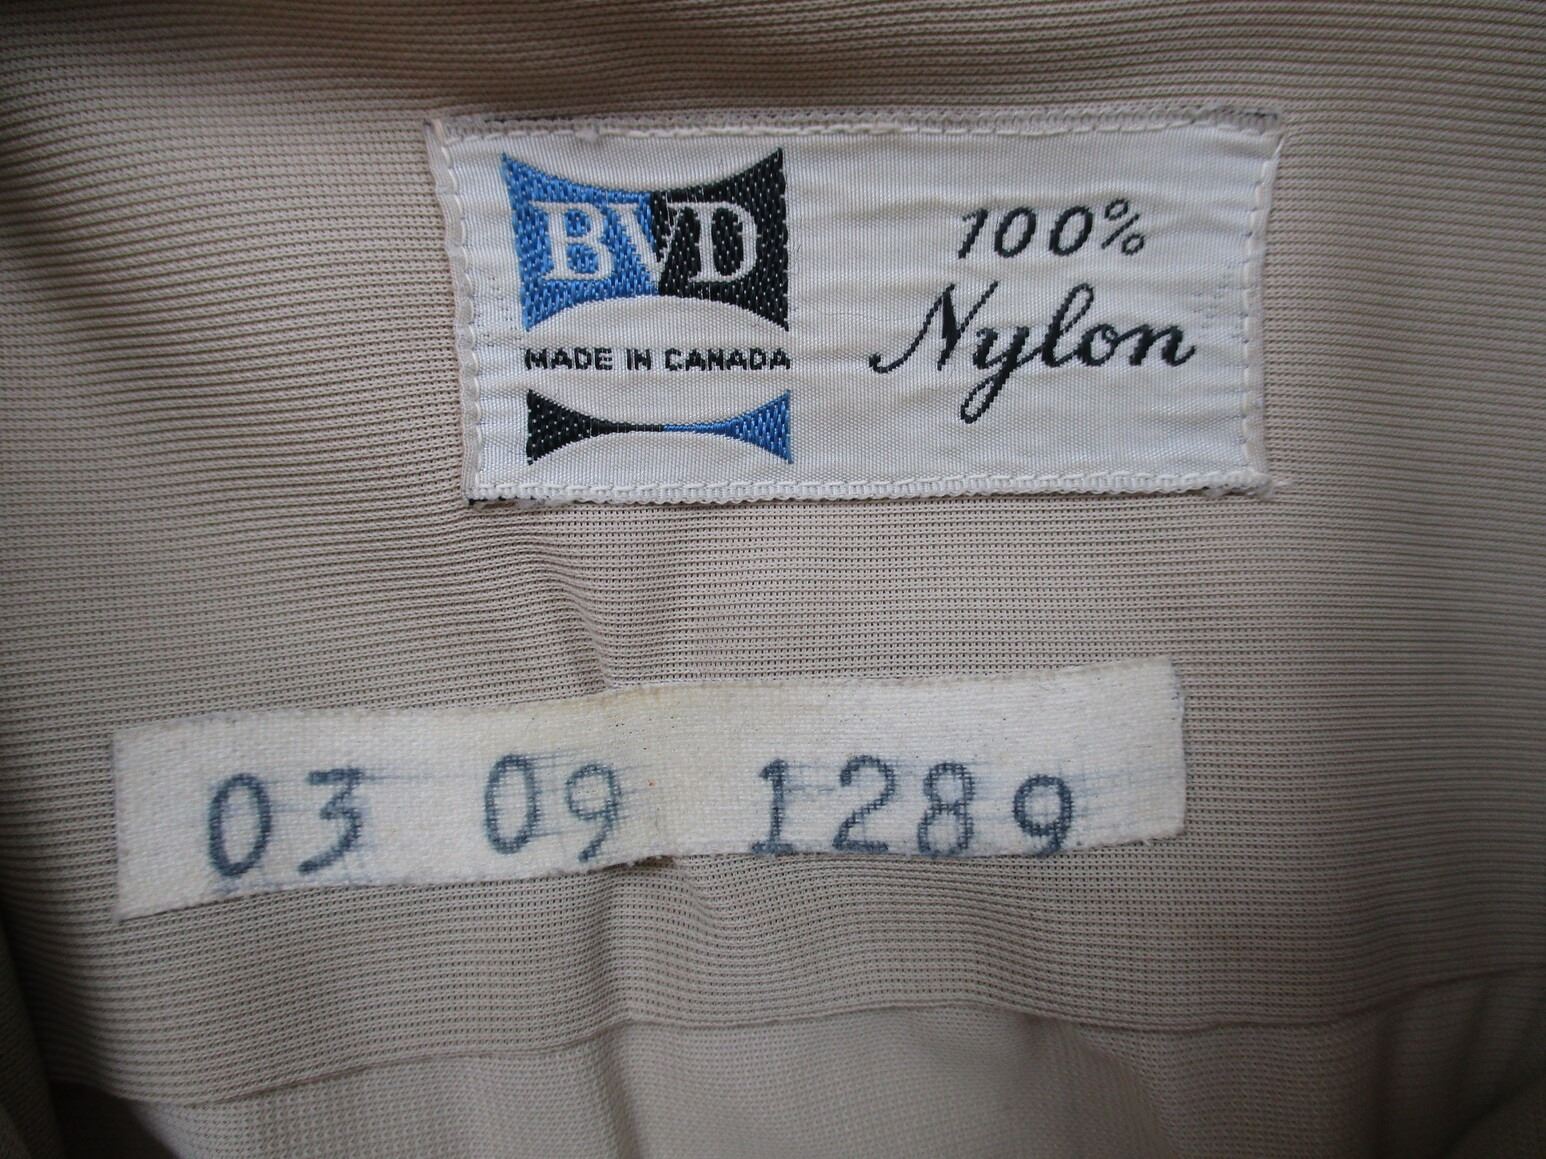 BVD
MADE IN CANADA
100%
Nylon
03 09 1289